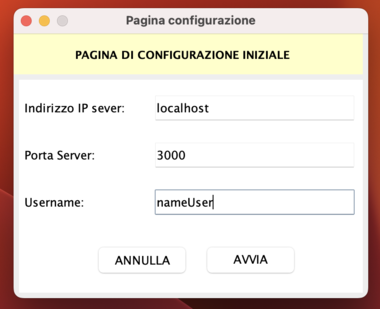 Pagina configurazione
PAGINA DI CONFIGURAZIONE INIZIALE
Indirizzo IP sever: localhost
Porta Server: 3000
Username: nameUser
ANNULLA AVVIA